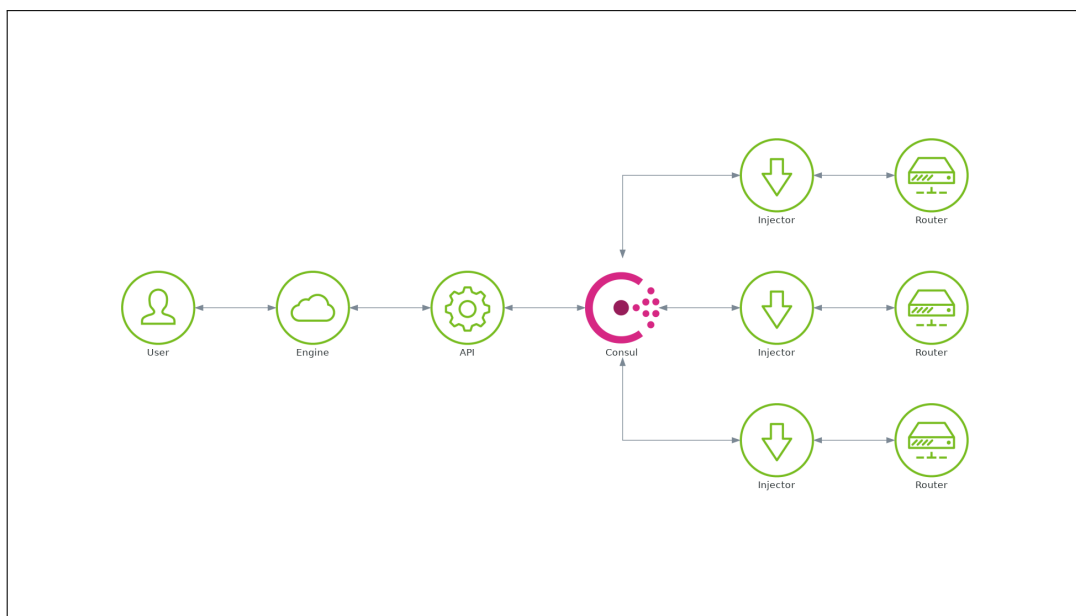 Injector
Router
User
Engine
API
Consul
Injector
Router
Injector
Router